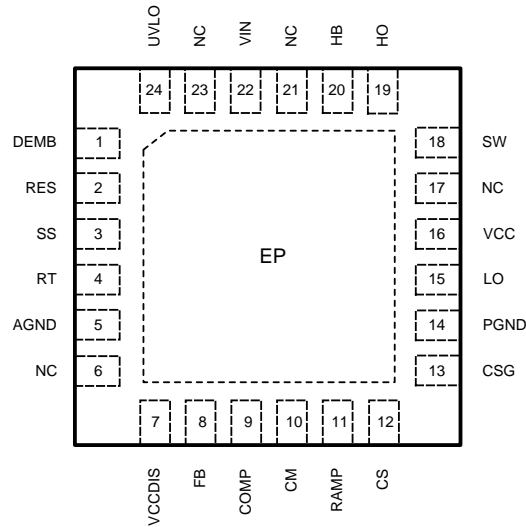 UVLO NC VIN NC HB HO
24 23 22 21 20 19
DEMB 1 18 SW
RES 2 17 NC
SS 3 16 VCC
RT 4 15 LO
AGND 5 14 PGND
NC 6 13 CSG
EP
7 8 9 10 11 12
VCCDIS FB COMP CM RAMP CS